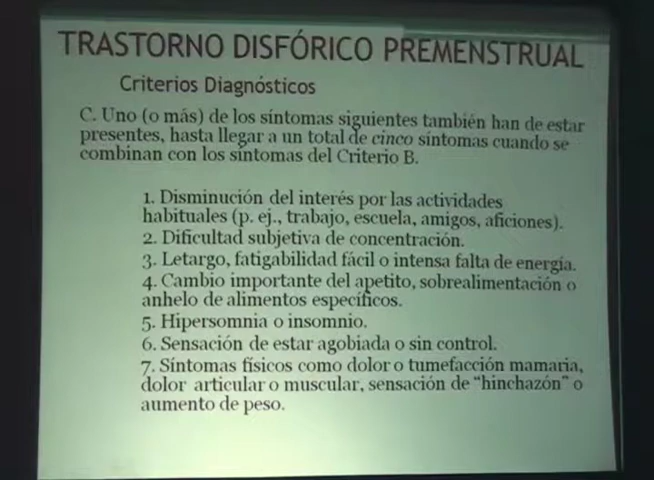 TRASTORNO DISFÓRICO PREMENSTRUAL
Criterios Diagnósticos
C. Uno (o más) de los síntomas siguientes también han de estar
presentes, hasta llegar a un total de cinco síntomas cuando se
combinan con los síntomas del Criterio B.
1. Disminución del interés por las actividades
habituales (p. ej., trabajo, escuela, amigos, aficiones).
2. Dificultad subjetiva de concentración.
3. Letargo, fatigabilidad fácil o intensa falta de energía.
4. Cambio importante del apetito, sobrealimentación o
anhelo de alimentos específicos.
5. Hipersomnia o insomnio.
6. Sensación de estar agobiada o sin control.
7. Síntomas físicos como dolor o tumefacción mamaria,
dolor articular o muscular, sensación de "hinchazón" o
aumento de peso.